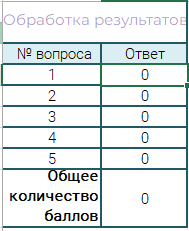 Обработка результатов
№ вопроса Ответ
1 0
2 0
3 0
4 0
5 0
Общее
количество
баллов 0